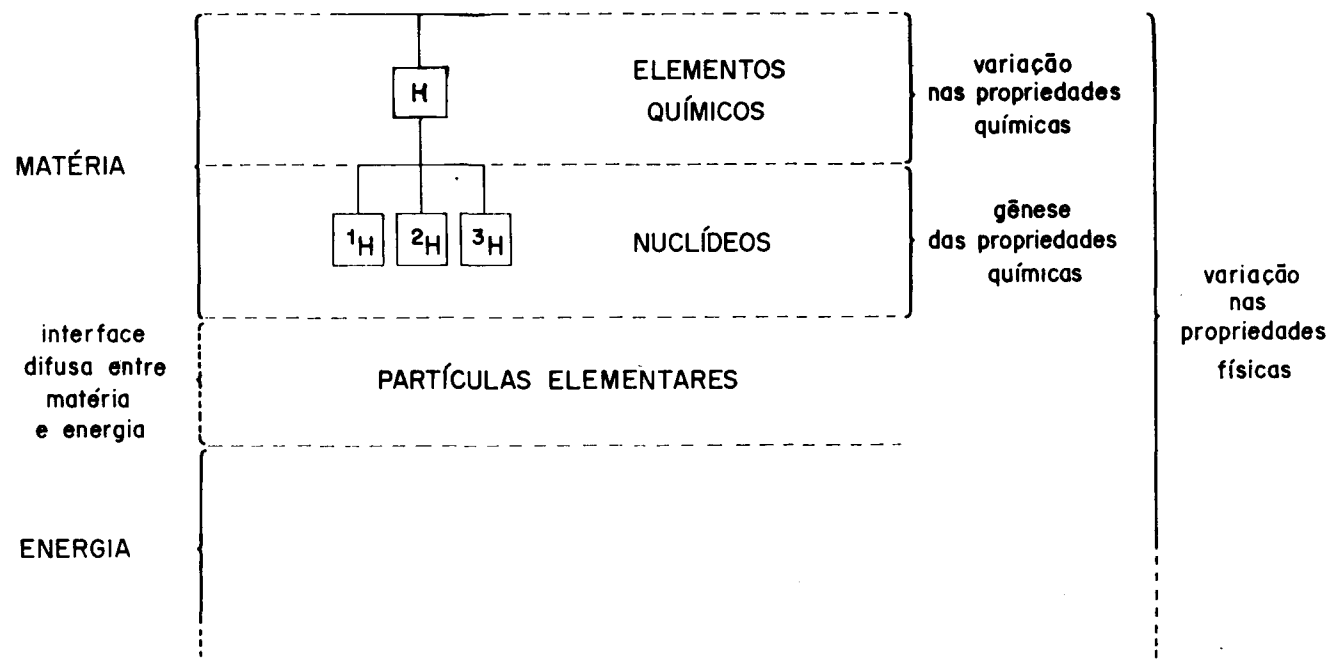 MATÉRIA
H
ELEMENTOS
QUÍMICOS
variação
nas propriedades
químicas
¹H
²H
³H
NUCLÍDEOS
gênese
das propriedades
químicas
variação
nas
propriedades
físicas
interface
difusa entre
matéria
e energia
PARTÍCULAS ELEMENTARES
ENERGIA